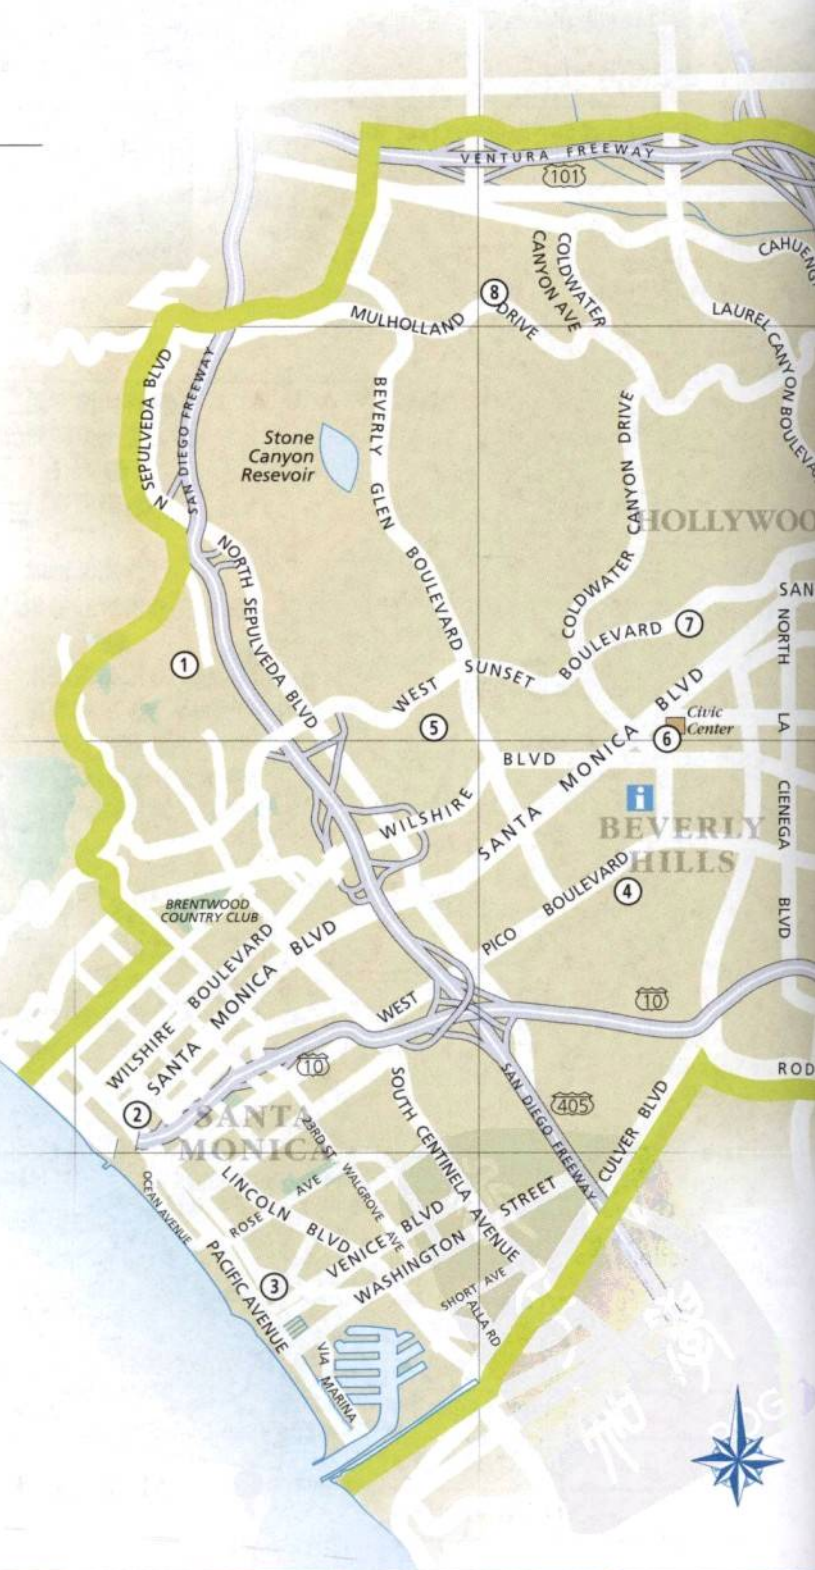 VENTURA FREEWAY
101
CAHUENG
COLDWATER
CANYON AVE
8
MULHOLLAND DRIVE
LAUREL CANYON BOULEVA
SEPULVEDA BLVD
SAN DIEGO FREEWAY
BEVERLY GLEN BOULEVARD
Stone
Canyon
Resevoir
COLDWATER CANYON DRIVE
N
HOLLYWOO
NORTH SEPULVEDA BLVD
SAN
NORTH LA CIENEGA BLVD
1
7
WEST SUNSET BOULEVARD
5
Civic
Center
6
WILSHIRE BLVD
SANTA MONICA BLVD
i
BEVERLY
HILLS
4
PICO BOULEVARD
BRENTWOOD
COUNTRY CLUB
WILSHIRE BOULEVARD
SANTA MONICA BLVD
WEST
10
10
ROD
2
SANTA
MONICA
405
SAN DIEGO FREEWAY
CULVER BLVD
SOUTH CENTINELA AVENUE
23RD ST
WALGROVE AVE
OCEAN AVENUE
LINCOLN BLVD
ROSE AVE
VENICE BLVD
WASHINGTON STREET
PACIFIC AVENUE
3
SHORT AVE
ALLA RD
VIA MARINA